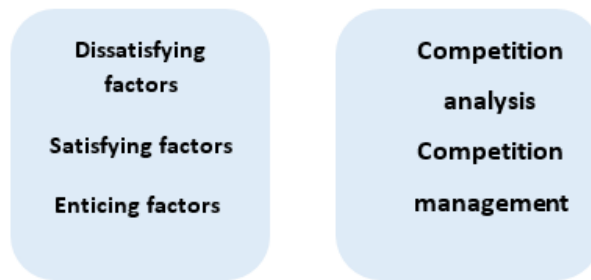 Dissatisfying
factors
Satisfying factors
Enticing factors
Competition
analysis
Competition
management